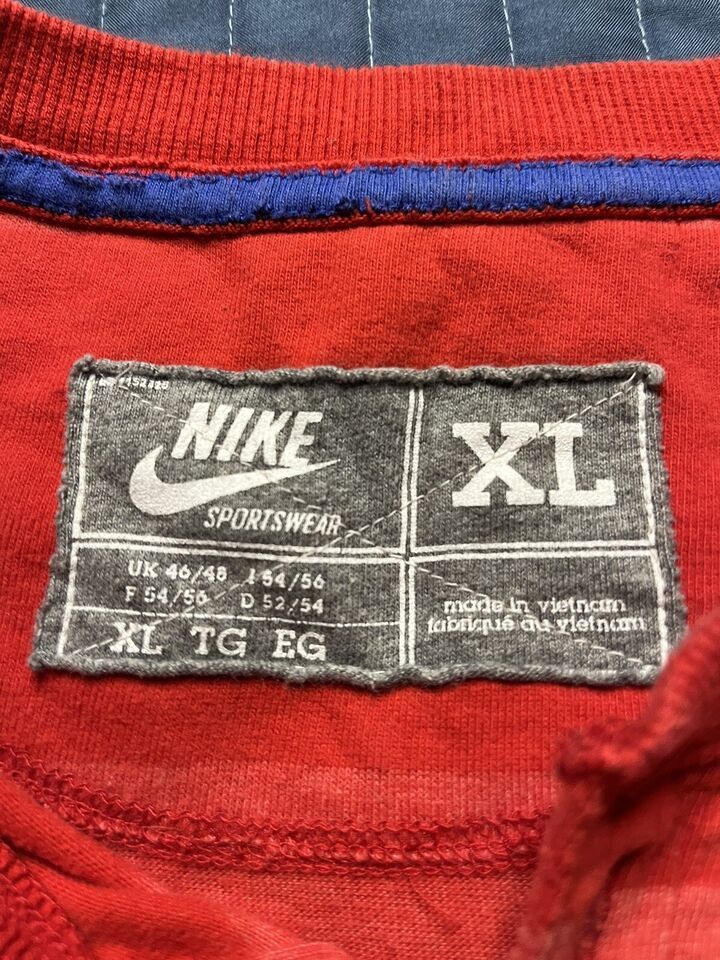 NIKE
SPORTSWEAR
XL
UK 46/48 I 54/56
F 54/56 D 52/54
XL TG EG
made in vietnam
fabriqué au vietnam